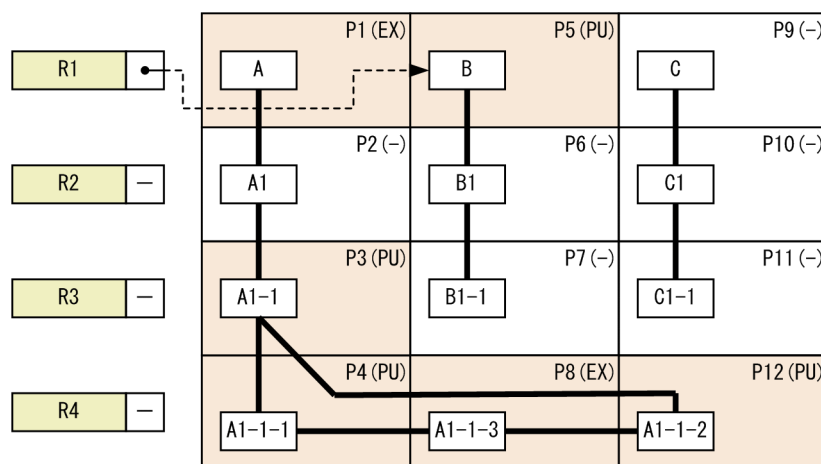 P1(EX) P5(PU) P9(−)
R1 A B C
P2(−) P6(−) P10(−)
R2 − A1 B1 C1
P3(PU) P7(−) P11(−)
R3 − A1-1 B1-1 C1-1
P4(PU) P8(EX) P12(PU)
R4 − A1-1-1 A1-1-3 A1-1-2